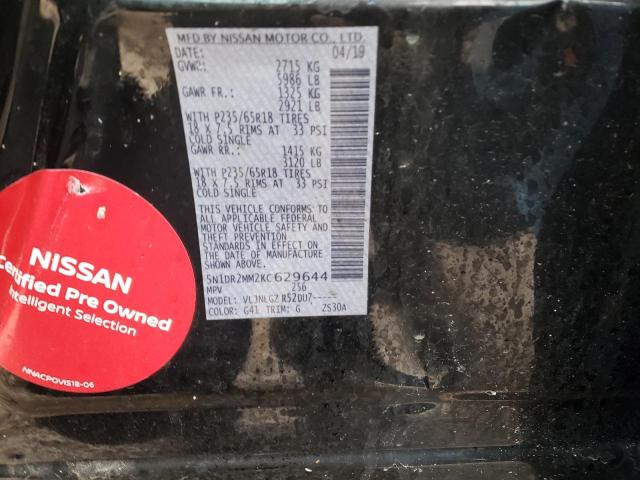 MFD BY NISSAN MOTOR CO., LTD.
DATE: 04/19
GVWR: 2715 KG
5986 LB
GAWR FR.: 1325 KG
2921 LB
WITH P235/65R18 TIRES
18 X 7.5 RIMS AT 33 PSI
COLD SINGLE
GAWR RR.: 1415 KG
3120 LB
WITH P235/65R18 TIRES
18 X 7.5 RIMS AT 33 PSI
COLD SINGLE
THIS VEHICLE CONFORMS TO
ALL APPLICABLE FEDERAL
MOTOR VEHICLE SAFETY AND
THEFT PREVENTION
STANDARDS IN EFFECT ON
THE DATE OF MANUFACTURE
SHOWN ABOVE.
5N1DR2MM2KC629644
MPV 256
MODEL: VLJNLGZ R52DU7-----
COLOR: G41 TRIM: G ZS30A
NISSAN
Certified Pre Owned
Intelligent Selection
NNACPOVIS18-06